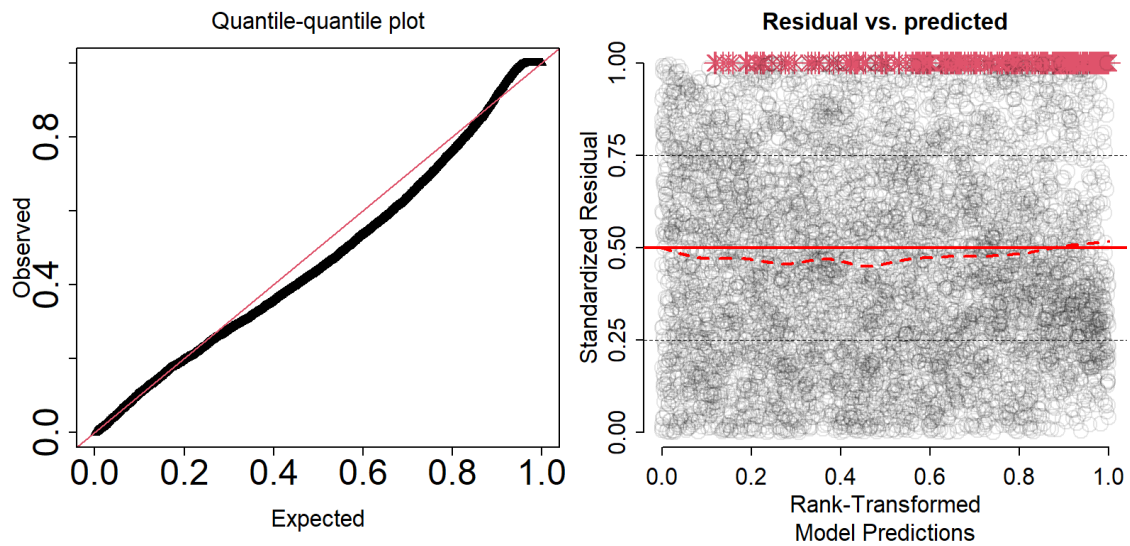 Quantile-quantile plot
Observed
0.0
0.4
0.8
0.0 0.2 0.4 0.6 0.8 1.0
Expected
Residual vs. predicted
Standardized Residual
0.00 0.25 0.50 0.75 1.00
0.0 0.2 0.4 0.6 0.8 1.0
Rank-Transformed
Model Predictions